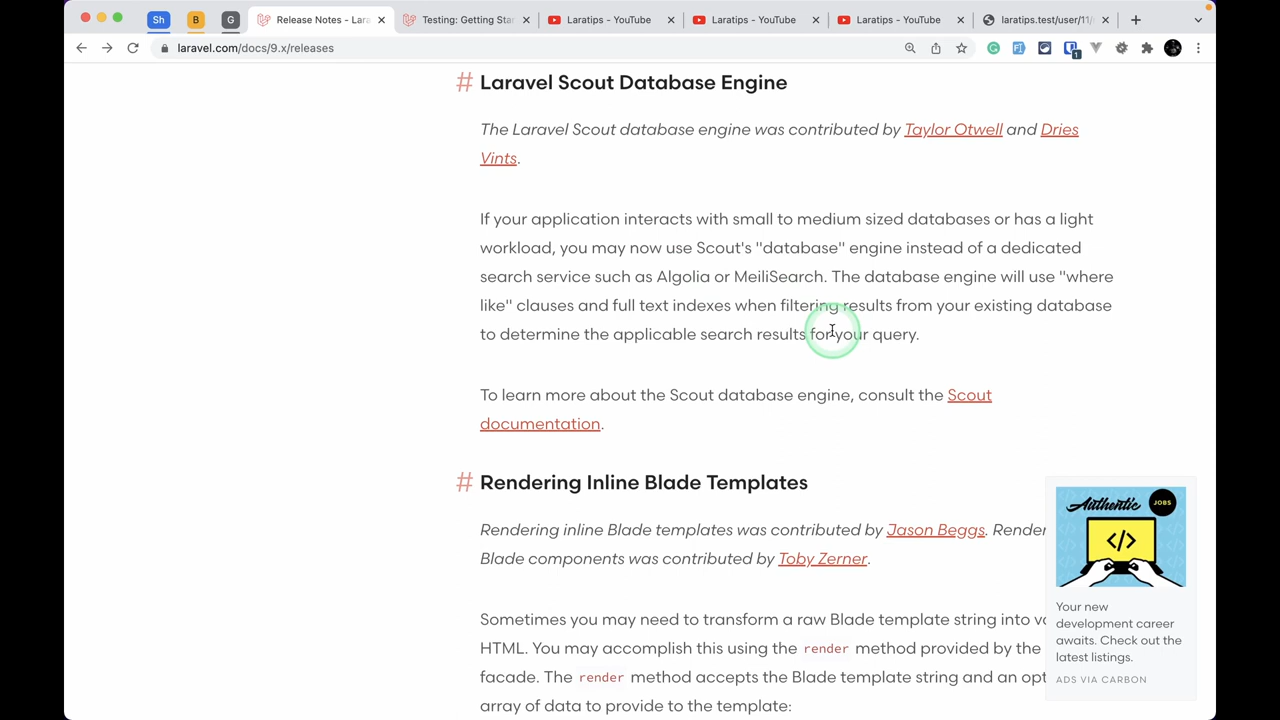 Sh
B
G
Release Notes - Lara
Testing: Getting Star
Laratips - YouTube
Laratips - YouTube
Laratips - YouTube
laratips.test/user/11/
laravel.com/docs/9.x/releases
1
# Laravel Scout Database Engine
The Laravel Scout database engine was contributed by Taylor Otwell and Dries
Vints.
If your application interacts with small to medium sized databases or has a light
workload, you may now use Scout's "database" engine instead of a dedicated
search service such as Algolia or MeiliSearch. The database engine will use "where
like" clauses and full text indexes when filtering results from your existing database
to determine the applicable search results for your query.
To learn more about the Scout database engine, consult the Scout
documentation.
# Rendering Inline Blade Templates
Rendering inline Blade templates was contributed by Jason Beggs. Render
Blade components was contributed by Toby Zerner.
Sometimes you may need to transform a raw Blade template string into va
HTML. You may accomplish this using the render method provided by the
facade. The render method accepts the Blade template string and an opt
array of data to provide to the template:
Authentic
JOBS
</>
Your new
development career
awaits. Check out the
latest listings.
ADS VIA CARBON